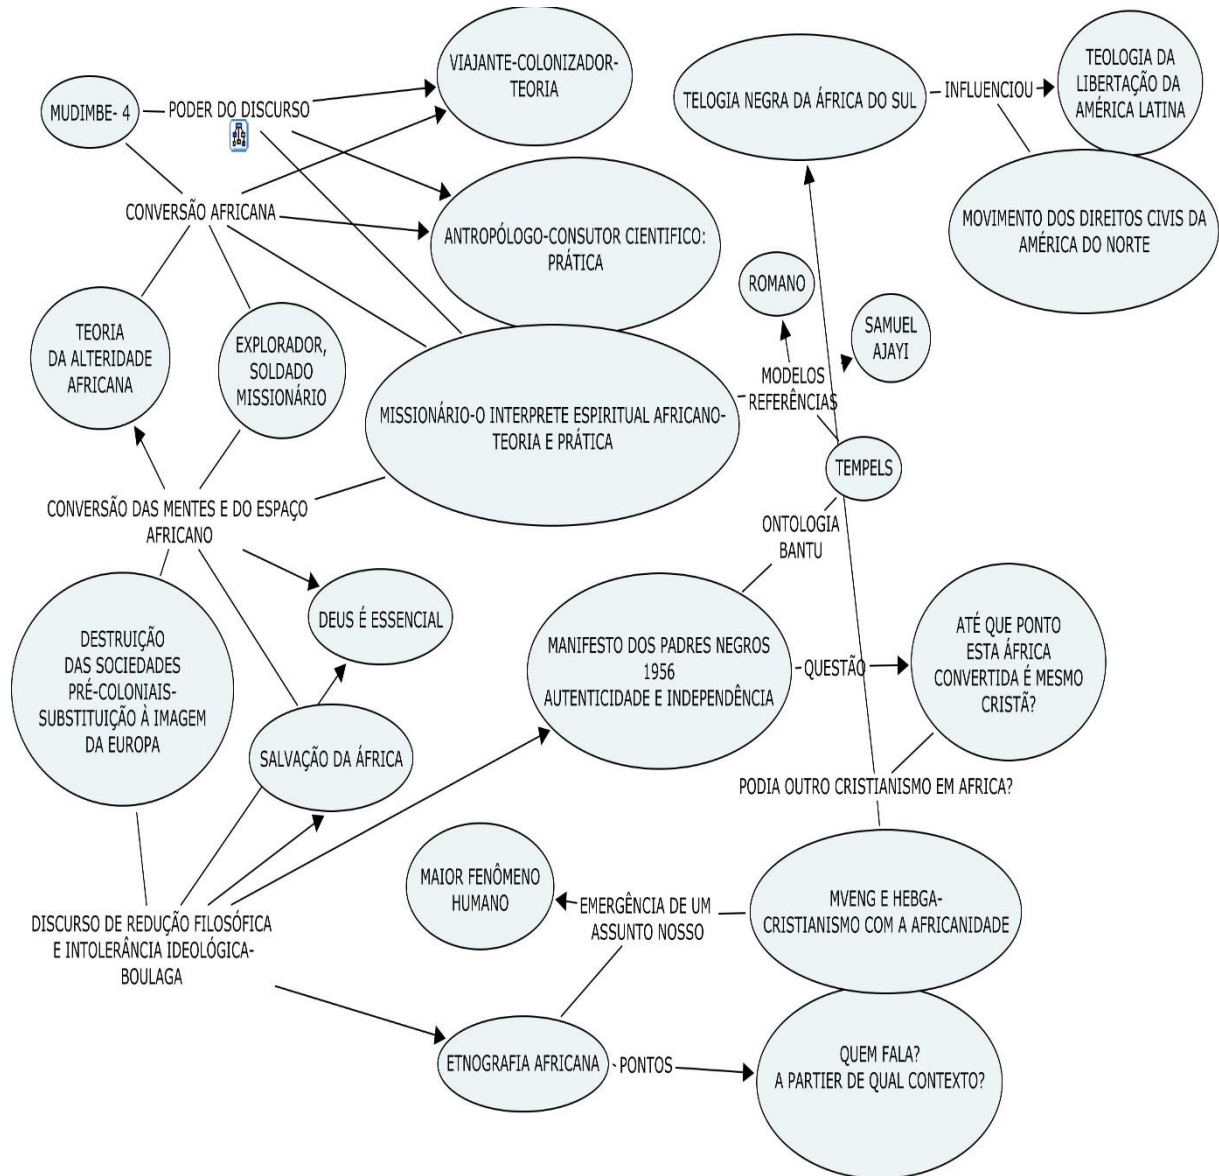 MUDIMBE- 4
PODER DO DISCURSO
VIAJANTE-COLONIZADOR-
TEORIA
TELOGIA NEGRA DA ÁFRICA DO SUL
INFLUENCIOU
TEOLOGIA DA
LIBERTAÇÃO DA
AMÉRICA LATINA
MOVIMENTO DOS DIREITOS CIVIS DA
AMÉRICA DO NORTE
CONVERSÃO AFRICANA
ANTROPÓLOGO-CONSUTOR CIENTIFICO:
PRÁTICA
ROMANO
SAMUEL
AJAYI
TEORIA
DA ALTERIDADE
AFRICANA
EXPLORADOR,
SOLDADO
MISSIONÁRIO
MISSIONÁRIO-O INTERPRETE ESPIRITUAL AFRICANO-
TEORIA E PRÁTICA
MODELOS
REFERÊNCIAS
TEMPELS
CONVERSÃO DAS MENTES E DO ESPAÇO
AFRICANO
ONTOLOGIA
BANTU
DESTRUIÇÃO
DAS SOCIEDADES
PRÉ-COLONIAIS-
SUBSTITUIÇÃO À IMAGEM
DA EUROPA
DEUS É ESSENCIAL
MANIFESTO DOS PADRES NEGROS
1956
AUTENTICIDADE E INDEPENDÊNCIA
QUESTÃO
ATÉ QUE PONTO
ESTA ÁFRICA
CONVERTIDA É MESMO
CRISTÃ?
SALVAÇÃO DA ÁFRICA
PODIA OUTRO CRISTIANISMO EM AFRICA?
MAIOR FENÔMENO
HUMANO
EMERGÊNCIA DE UM
ASSUNTO NOSSO
MVENG E HEBGA-
CRISTIANISMO COM A AFRICANIDADE
DISCURSO DE REDUÇÃO FILOSÓFICA
E INTOLERÂNCIA IDEOLÓGICA-
BOULAGA
ETNOGRAFIA AFRICANA
PONTOS
QUEM FALA?
A PARTIER DE QUAL CONTEXTO?